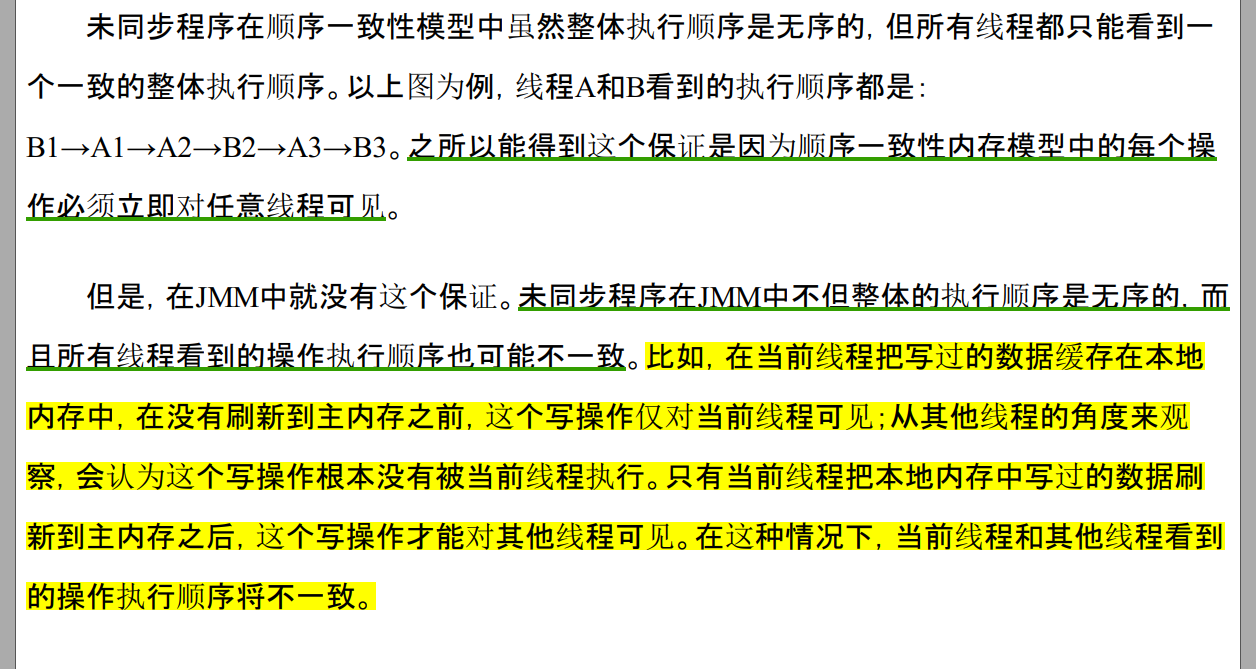 未同步程序在顺序一致性模型中虽然整体执行顺序是无序的，但所有线程都只能看到一
个一致的整体执行顺序。以上图为例，线程A和B看到的执行顺序都是：
B1→A1→A2→B2→A3→B3。之所以能得到这个保证是因为顺序一致性内存模型中的每个操
作必须立即对任意线程可见。
但是，在JMM中就没有这个保证。未同步程序在JMM中不但整体的执行顺序是无序的，而
且所有线程看到的操作执行顺序也可能不一致。比如，在当前线程把写过的数据缓存在本地
内存中，在没有刷新到主内存之前，这个写操作仅对当前线程可见；从其他线程的角度来观
察，会认为这个写操作根本没有被当前线程执行。只有当前线程把本地内存中写过的数据刷
新到主内存之后，这个写操作才能对其他线程可见。在这种情况下，当前线程和其他线程看到
的操作执行顺序将不一致。